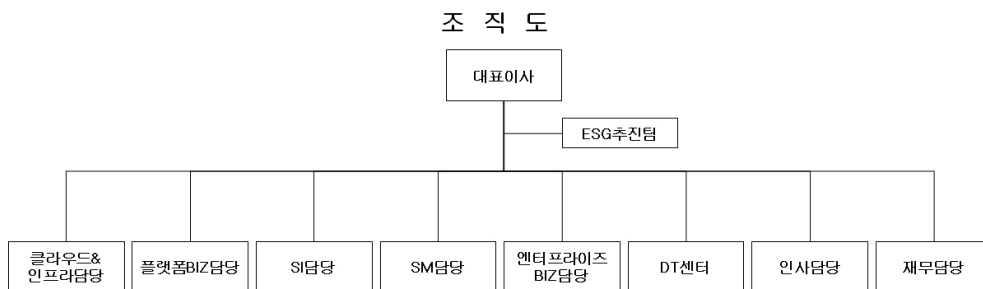 조 직 도
대표이사
ESG추진팀
클라우드&
인프라담당
플랫폼BIZ담당
SI담당
SM담당
엔터프라이즈
BIZ담당
DT센터
인사담당
재무담당